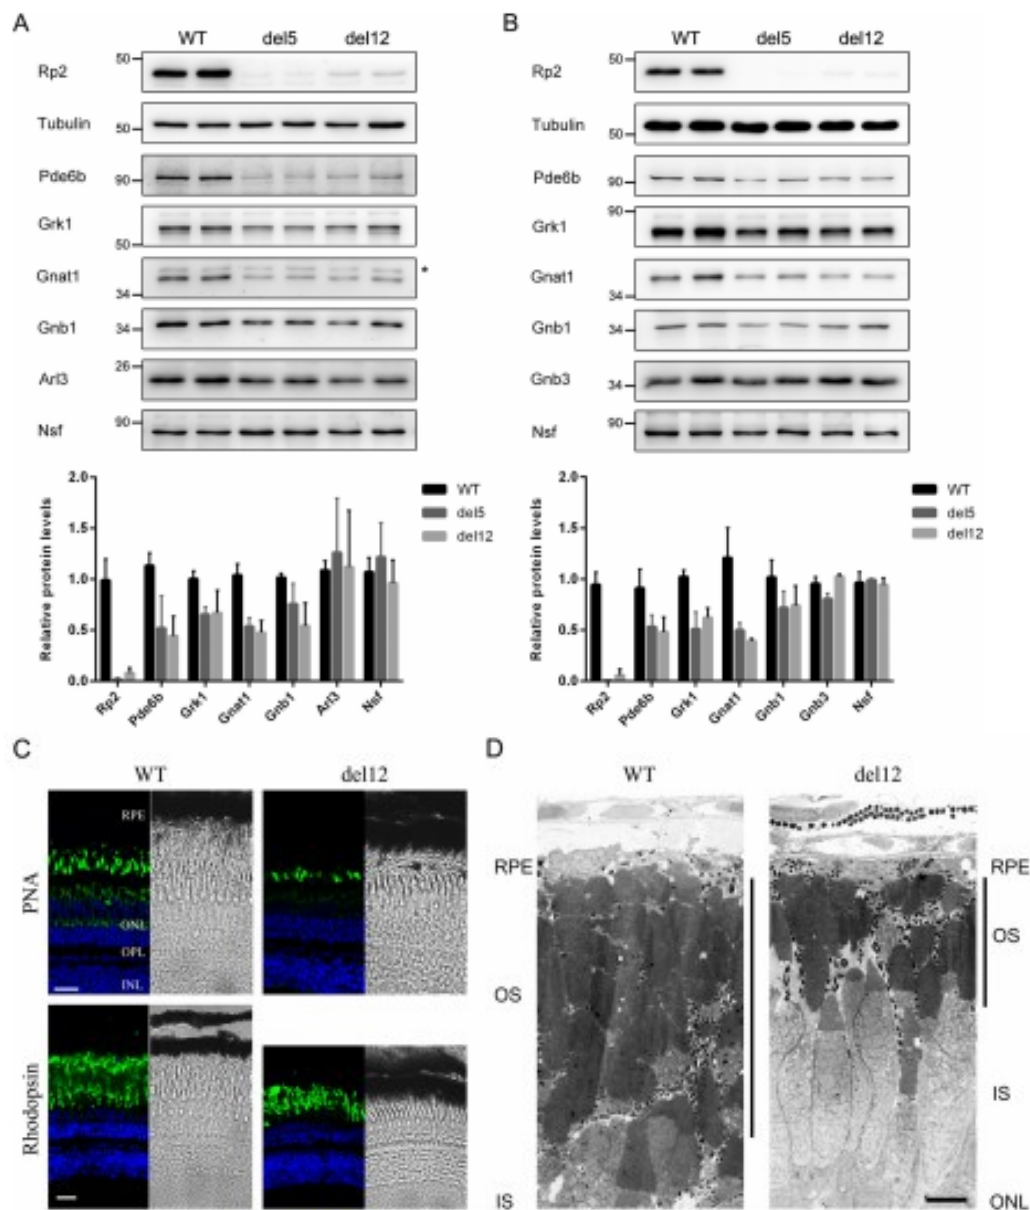 A
WT del5 del12
Rp2 50
Tubulin 50
Pde6b 90
Grk1 50
Gnat1 34 *
Gnb1 34
Arl3 26
Nsf 90
2.0
1.5
1.0
0.5
0.0
Relative protein levels
WT
del5
del12
Rp2 Pde6b Grk1 Gnat1 Gnb1 Arl3 Nsf
B
WT del5 del12
Rp2 50
Tubulin 50
Pde6b 90
Grk1 90
Gnat1 34
Gnb1 34
Gnb3 34
Nsf 90
2.0
1.5
1.0
0.5
0.0
Relative protein levels
WT
del5
del12
Rp2 Pde6b Grk1 Gnat1 Gnb1 Gnb3 Nsf
C
WT del12
PNA
RPE
ONL
OPL
INL
Rhodopsin
D
WT del12
RPE
OS
IS
RPE
OS
IS
ONL